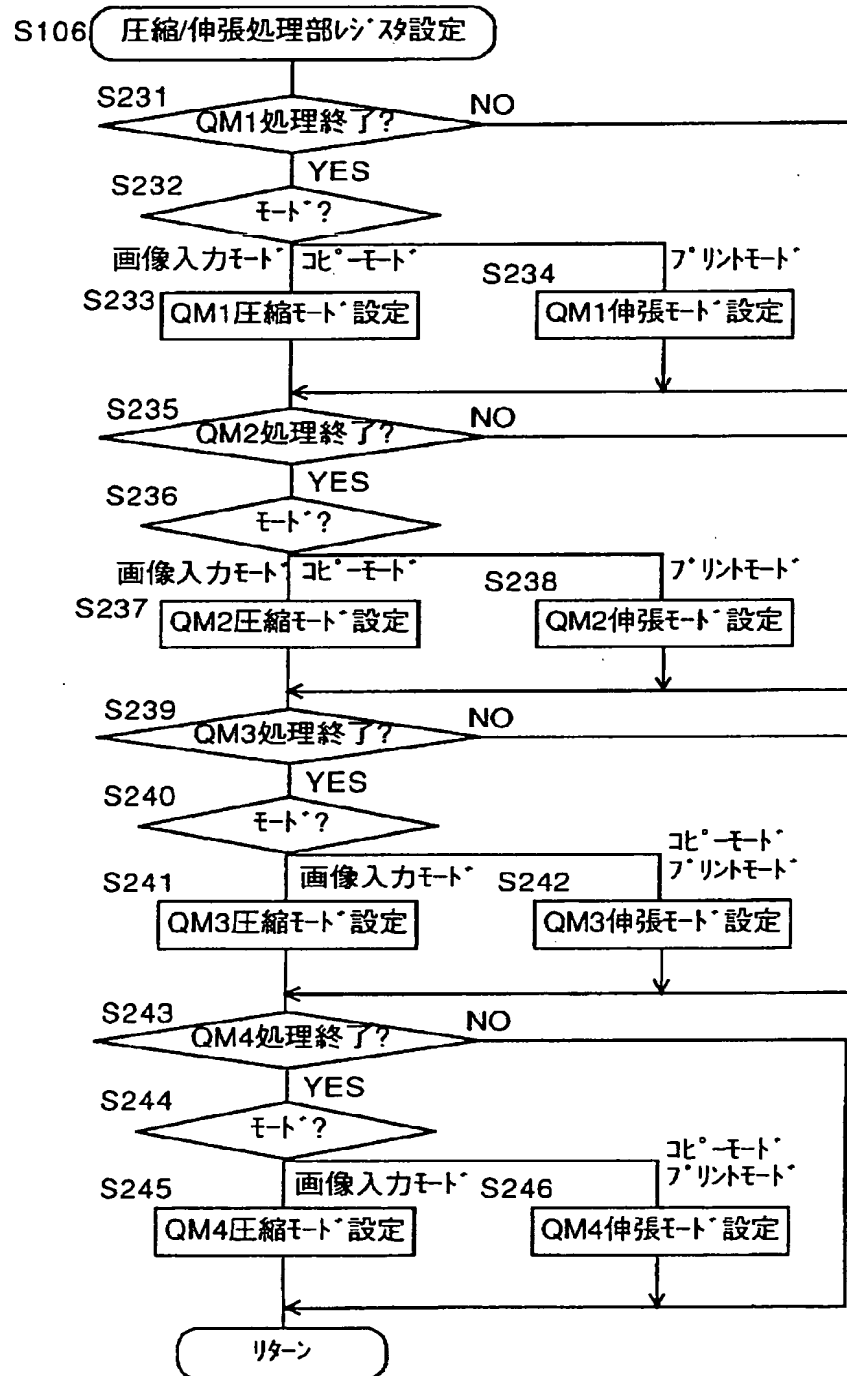 S106 圧縮/伸張処理部ﾚｼﾞｽﾀ設定
S231
QM1処理終了?
NO
YES
S232
ﾓｰﾄﾞ?
画像入力ﾓｰﾄﾞ ｺﾋﾟｰﾓｰﾄﾞ
S234
ﾌﾟﾘﾝﾄﾓｰﾄﾞ
S233
QM1圧縮ﾓｰﾄﾞ設定
QM1伸張ﾓｰﾄﾞ設定
S235
QM2処理終了?
NO
YES
S236
ﾓｰﾄﾞ?
画像入力ﾓｰﾄﾞ ｺﾋﾟｰﾓｰﾄﾞ
S238
ﾌﾟﾘﾝﾄﾓｰﾄﾞ
S237
QM2圧縮ﾓｰﾄﾞ設定
QM2伸張ﾓｰﾄﾞ設定
S239
QM3処理終了?
NO
YES
S240
ﾓｰﾄﾞ?
ｺﾋﾟｰﾓｰﾄﾞ
ﾌﾟﾘﾝﾄﾓｰﾄﾞ
S241
画像入力ﾓｰﾄﾞ
S242
QM3圧縮ﾓｰﾄﾞ設定
QM3伸張ﾓｰﾄﾞ設定
S243
QM4処理終了?
NO
YES
S244
ﾓｰﾄﾞ?
ｺﾋﾟｰﾓｰﾄﾞ
ﾌﾟﾘﾝﾄﾓｰﾄﾞ
S245
画像入力ﾓｰﾄﾞ
S246
QM4圧縮ﾓｰﾄﾞ設定
QM4伸張ﾓｰﾄﾞ設定
ﾘﾀｰﾝ